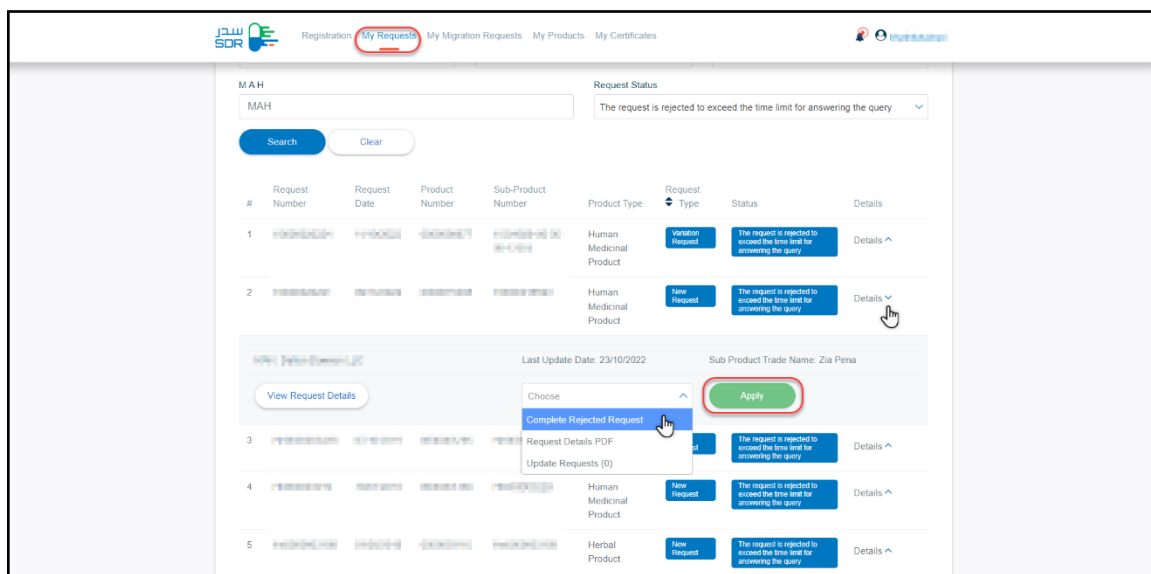 سدر
SDR
Registration My Requests My Migration Requests My Products My Certificates
M A H
Request Status
MAH
The request is rejected to exceed the time limit for answering the query
Search Clear
# Request Number Request Date Product Number Sub-Product Number Product Type Request Type Status Details
1 Human Medicinal Product Variation Request The request is rejected to exceed the time limit for answering the query Details
2 Human Medicinal Product New Request The request is rejected to exceed the time limit for answering the query Details
Last Update Date: 23/10/2022 Sub Product Trade Name: Zia Pena
View Request Details Choose Apply
Complete Rejected Request
Request Details PDF
Update Requests (0)
3 The request is rejected to exceed the time limit for answering the query Details
4 Human Medicinal Product New Request The request is rejected to exceed the time limit for answering the query Details
5 Herbal Product New Request The request is rejected to exceed the time limit for answering the query Details